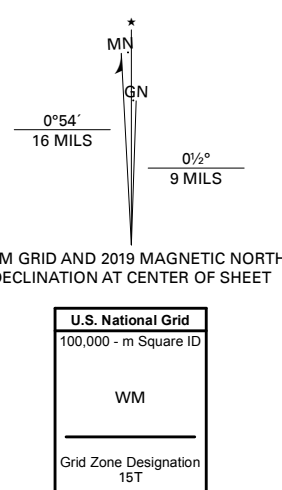 ★
MN
GN
0°54´
16 MILS
0½°
9 MILS
M GRID AND 2019 MAGNETIC NORTH
DECLINATION AT CENTER OF SHEET
U.S. National Grid
100,000 - m Square ID
WM
Grid Zone Designation
15T